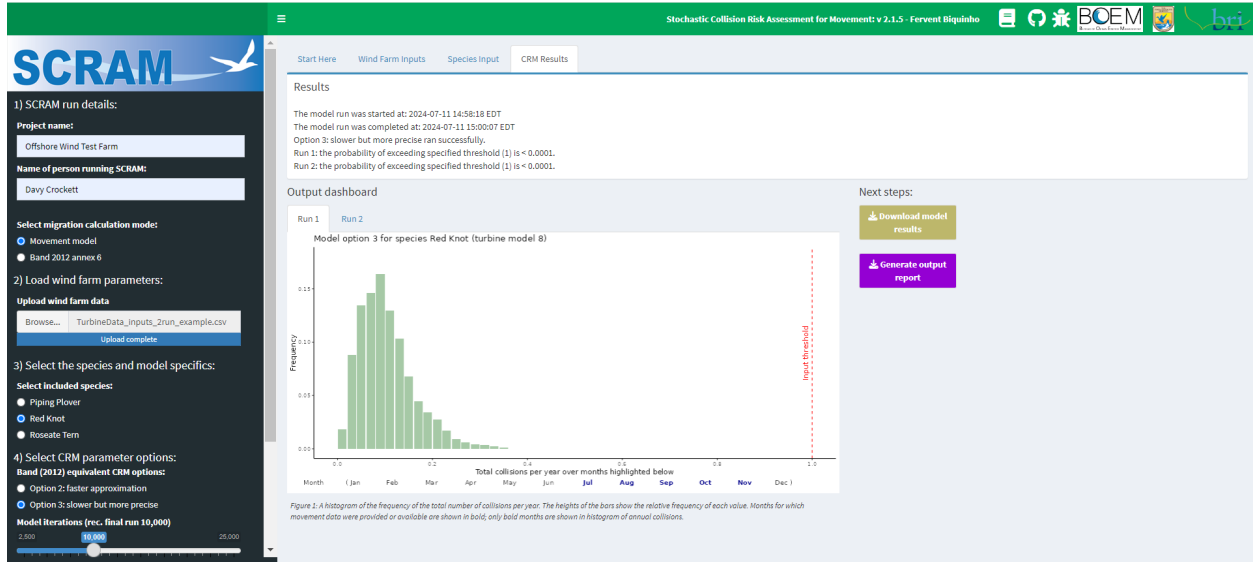 Stochastic Collision Risk Assessment for Movement: v 2.1.5 - Fervent Biquinho
BOEM
Bureau of Ocean Energy Management
bri
SCRAM
1) SCRAM run details:
Project name:
Offshore Wind Test Farm
Name of person running SCRAM:
Davy Crockett
Select migration calculation mode:
Movement model
Band 2012 annex 6
2) Load wind farm parameters:
Upload wind farm data
Browse... TurbineData_inputs_2run_example.csv
Upload complete
3) Select the species and model specifics:
Select included species:
Piping Plover
Red Knot
Roseate Tern
4) Select CRM parameter options:
Band (2012) equivalent CRM options:
Option 2: faster approximation
Option 3: slower but more precise
Model iterations (rec. final run 10,000)
2,500 10,000 25,000
Start Here Wind Farm Inputs Species Input CRM Results
Results
The model run was started at: 2024-07-11 14:58:18 EDT
The model run was completed at: 2024-07-11 15:00:07 EDT
Option 3: slower but more precise ran successfully.
Run 1: the probability of exceeding specified threshold (1) is < 0.0001.
Run 2: the probability of exceeding specified threshold (1) is < 0.0001.
Output dashboard
Run 1 Run 2
Model option 3 for species Red Knot (turbine model 8)
Frequency
0.15
0.05
0.00
Input threshold
0.0 0.2 0.4 0.6 0.8 1.0
Total collisions per year over months highlighted below
Month ( Jan Feb Mar Apr May Jun Jul Aug Sep Oct Nov Dec )
Figure 1: A histogram of the frequency of the total number of collisions per year. The heights of the bars show the relative frequency of each value. Months for which
movement data were provided or available are shown in bold; only bold months are shown in histogram of annual collisions.
Next steps:
Download model
results
Generate output
report